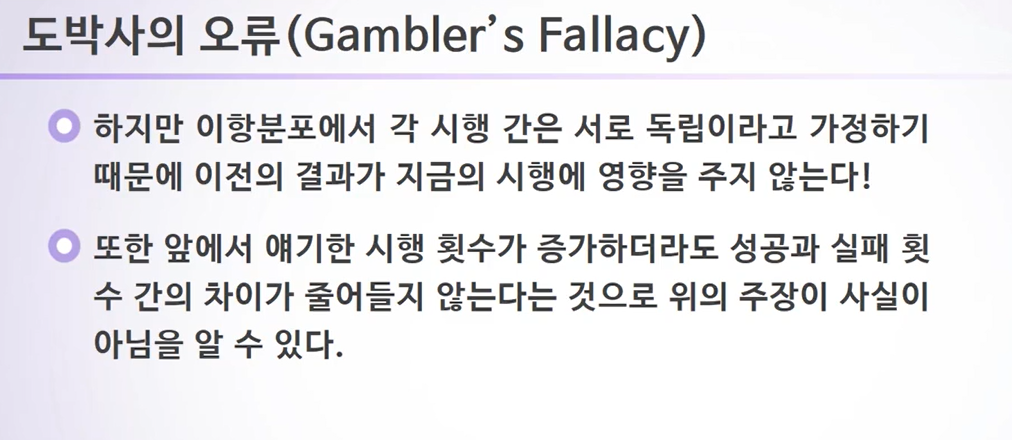 도박사의 오류(Gambler’s Fallacy)
하지만 이항분포에서 각 시행 간은 서로 독립이라고 가정하기
때문에 이전의 결과가 지금의 시행에 영향을 주지 않는다!
또한 앞에서 얘기한 시행 횟수가 증가하더라도 성공과 실패 횟
수 간의 차이가 줄어들지 않는다는 것으로 위의 주장이 사실이
아님을 알 수 있다.